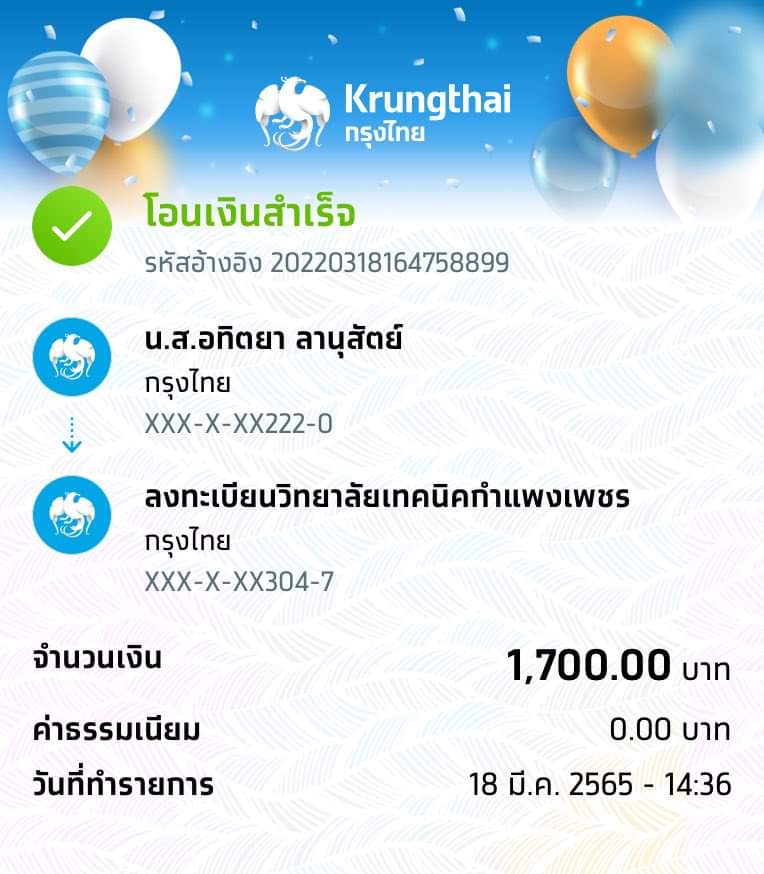 Krungthai
กรุงไทย
โอนเงินสำเร็จ
รหัสอ้างอิง 20220318164758899
น.ส.อทิตยา ลานุสัตย์
กรุงไทย
XXX-X-XX222-0
ลงทะเบียนวิทยาลัยเทคนิคกำแพงเพชร
กรุงไทย
XXX-X-XX304-7
จำนวนเงิน 1,700.00 บาท
ค่าธรรมเนียม 0.00 บาท
วันที่ทำรายการ 18 มี.ค. 2565 - 14:36